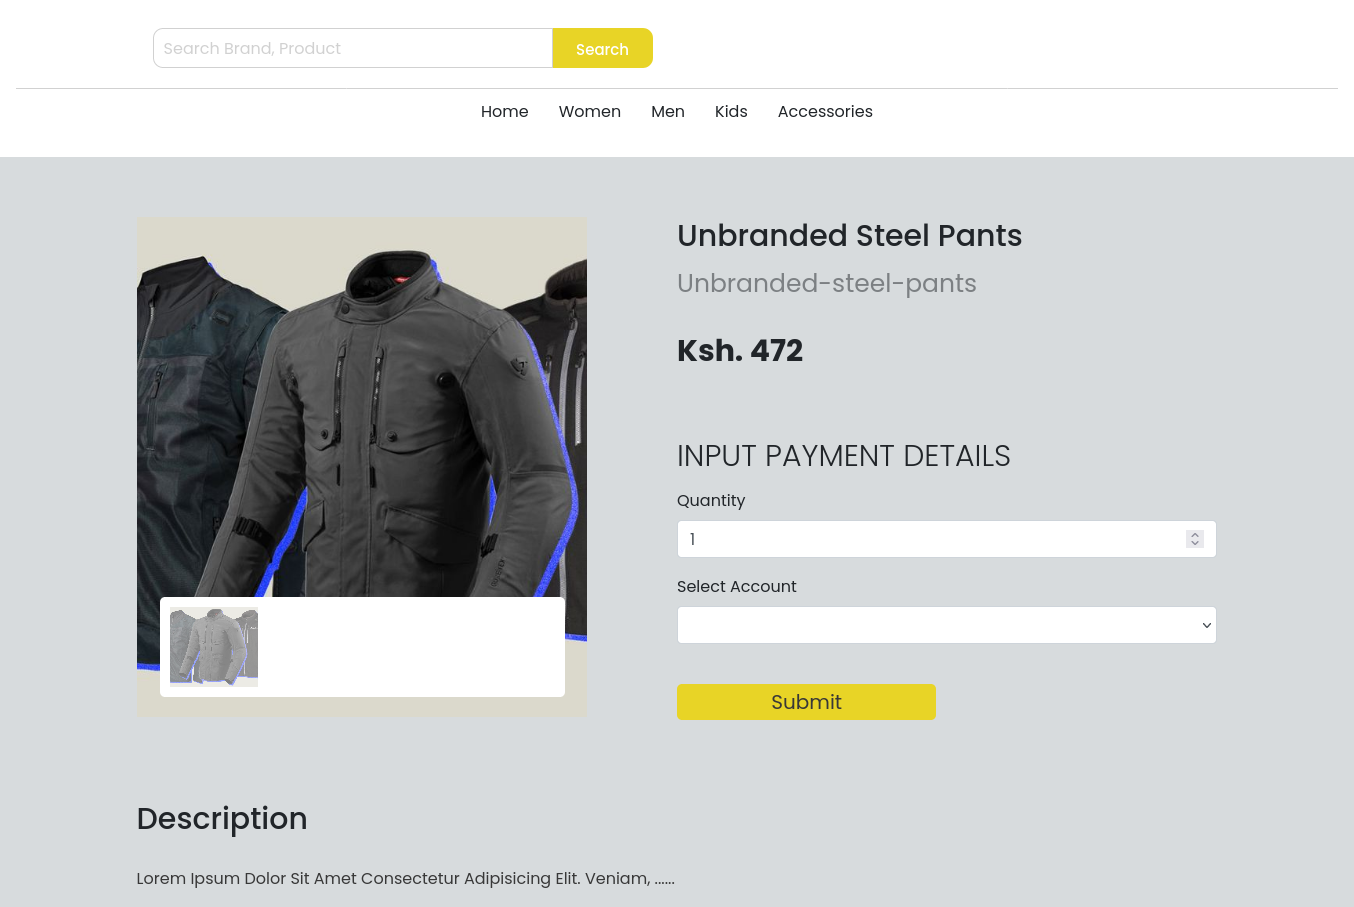 Search Brand, Product
Search
Home Women Men Kids Accessories
Unbranded Steel Pants
Unbranded-steel-pants
Ksh. 472
INPUT PAYMENT DETAILS
Quantity
1
Select Account
Submit
Description
Lorem Ipsum Dolor Sit Amet Consectetur Adipisicing Elit. Veniam, ......